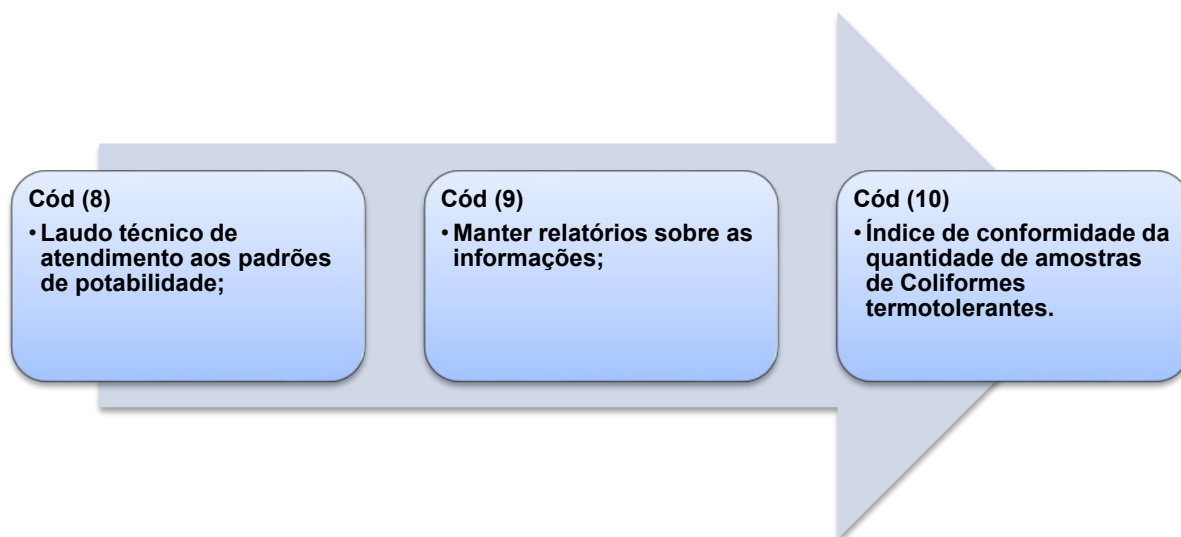 Cód (8)
• Laudo técnico de
atendimento aos padrões
de potabilidade;
Cód (9)
• Manter relatórios sobre as
informações;
Cód (10)
• Índice de conformidade da
quantidade de amostras
de Coliformes
termotolerantes.